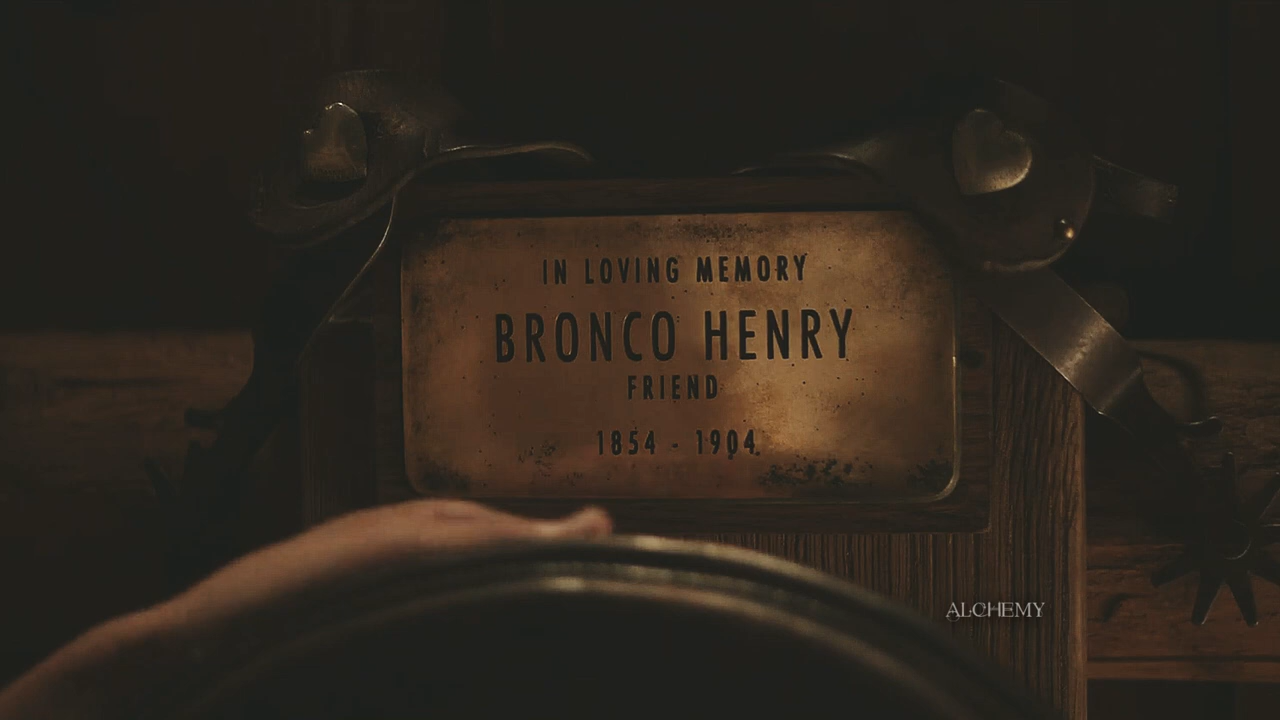 IN LOVING MEMORY
BRONCO HENRY
FRIEND
1854 - 1904
ALCHEMY